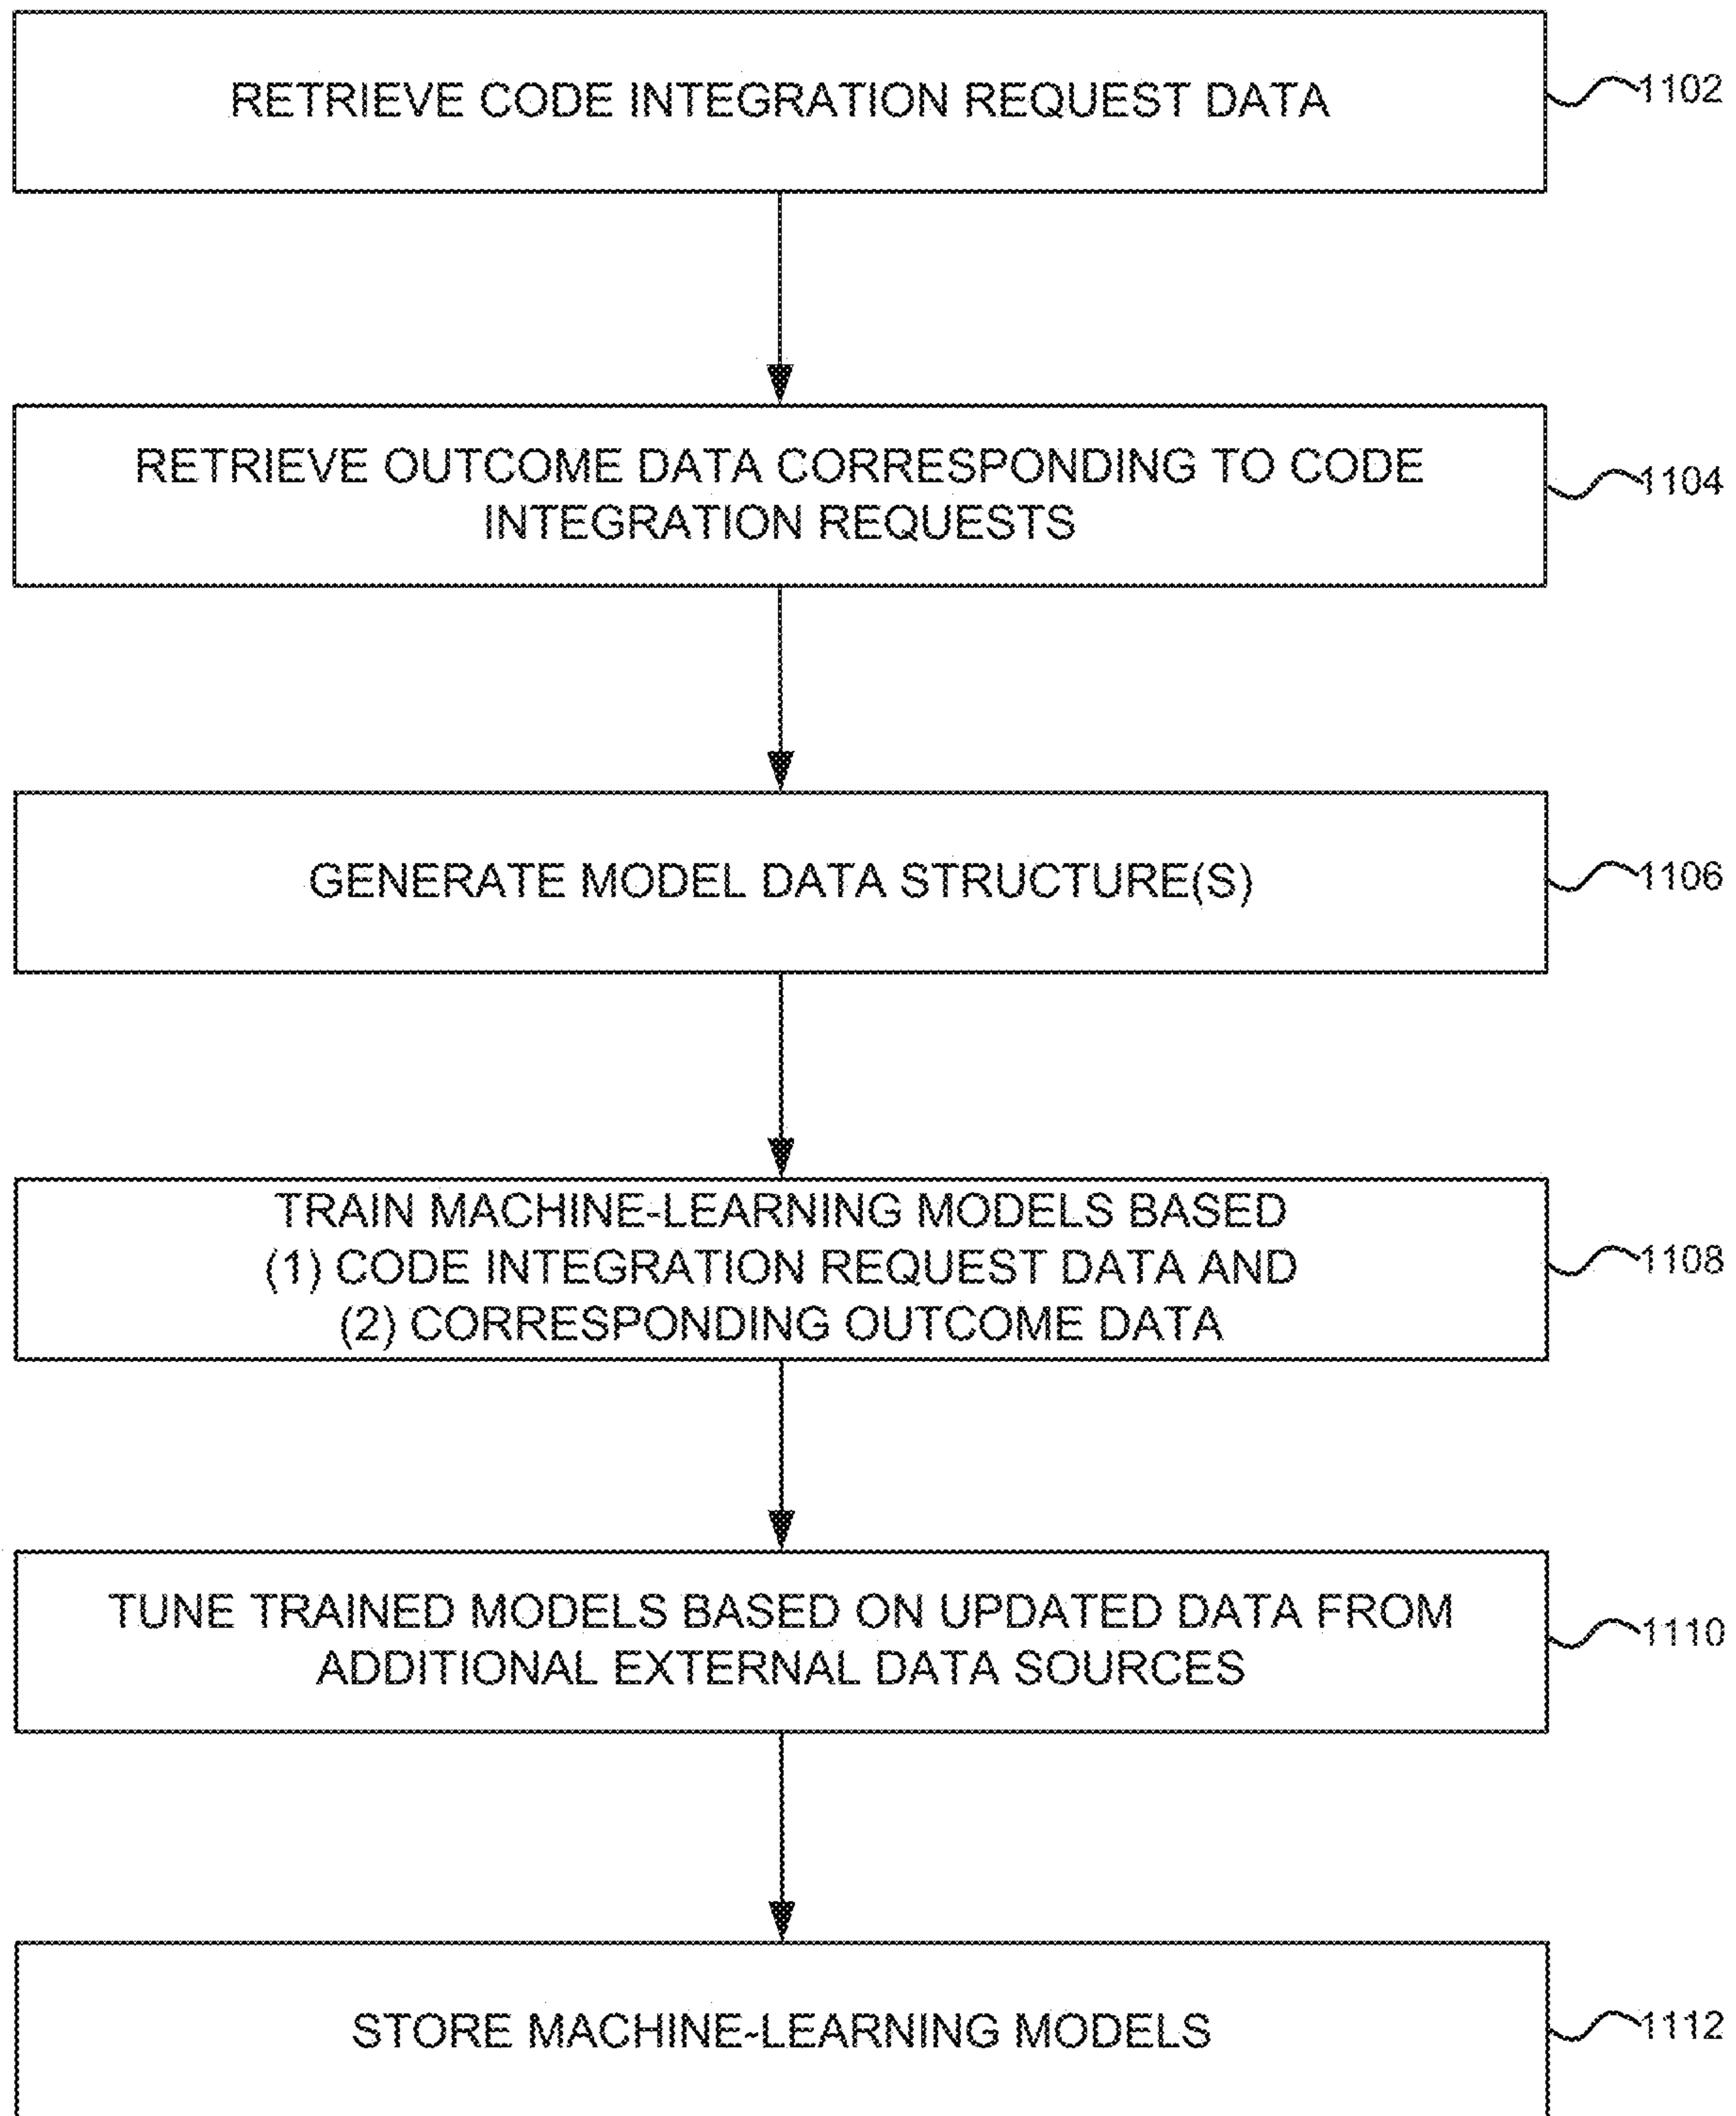 RETRIEVE CODE INTEGRATION REQUEST DATA
1102
RETRIEVE OUTCOME DATA CORRESPONDING TO CODE
INTEGRATION REQUESTS
1104
GENERATE MODEL DATA STRUCTURE(S)
1106
TRAIN MACHINE-LEARNING MODELS BASED
(1) CODE INTEGRATION REQUEST DATA AND
(2) CORRESPONDING OUTCOME DATA
1108
TUNE TRAINED MODELS BASED ON UPDATED DATA FROM
ADDITIONAL EXTERNAL DATA SOURCES
1110
STORE MACHINE-LEARNING MODELS
1112